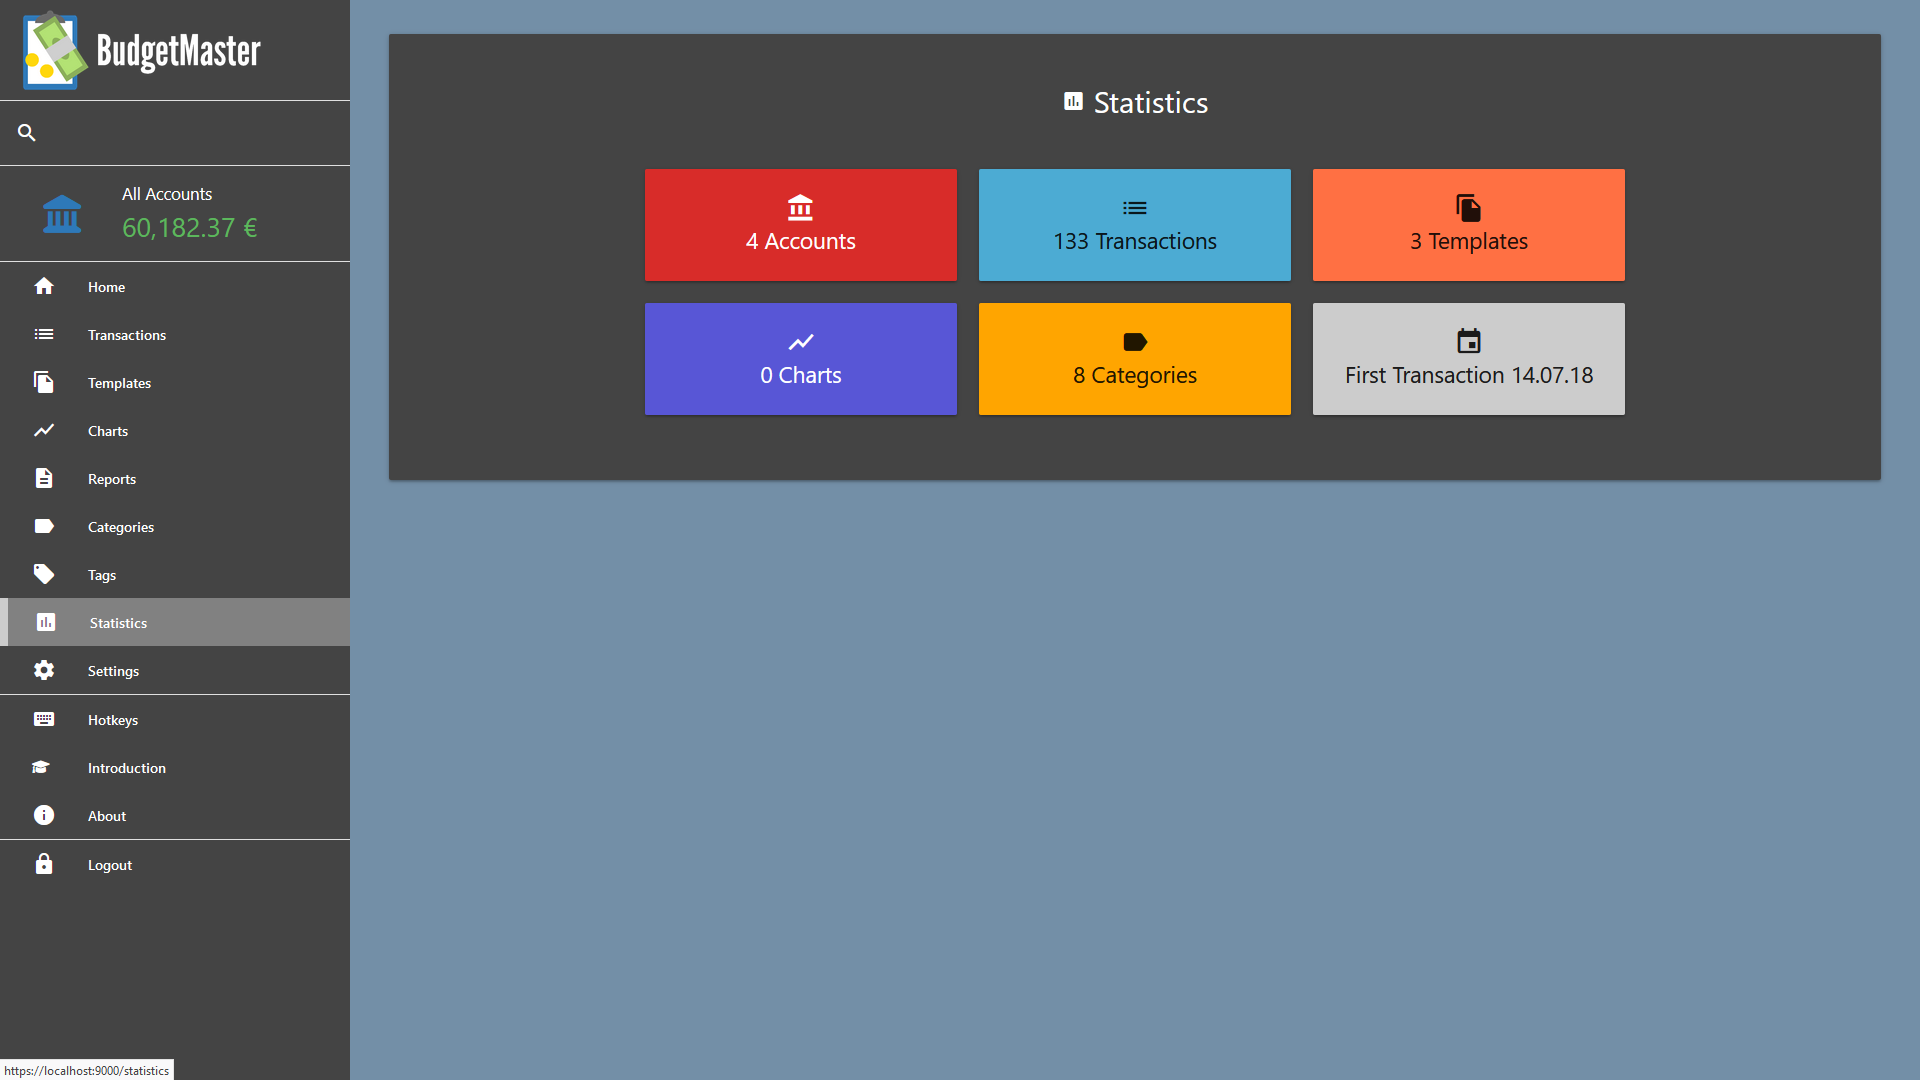 BudgetMaster
All Accounts
60,182.37 €
Home
Transactions
Templates
Charts
Reports
Categories
Tags
Statistics
Settings
Hotkeys
Introduction
About
Logout
https://localhost:9000/statistics
Statistics
4 Accounts
133 Transactions
3 Templates
0 Charts
8 Categories
First Transaction 14.07.18